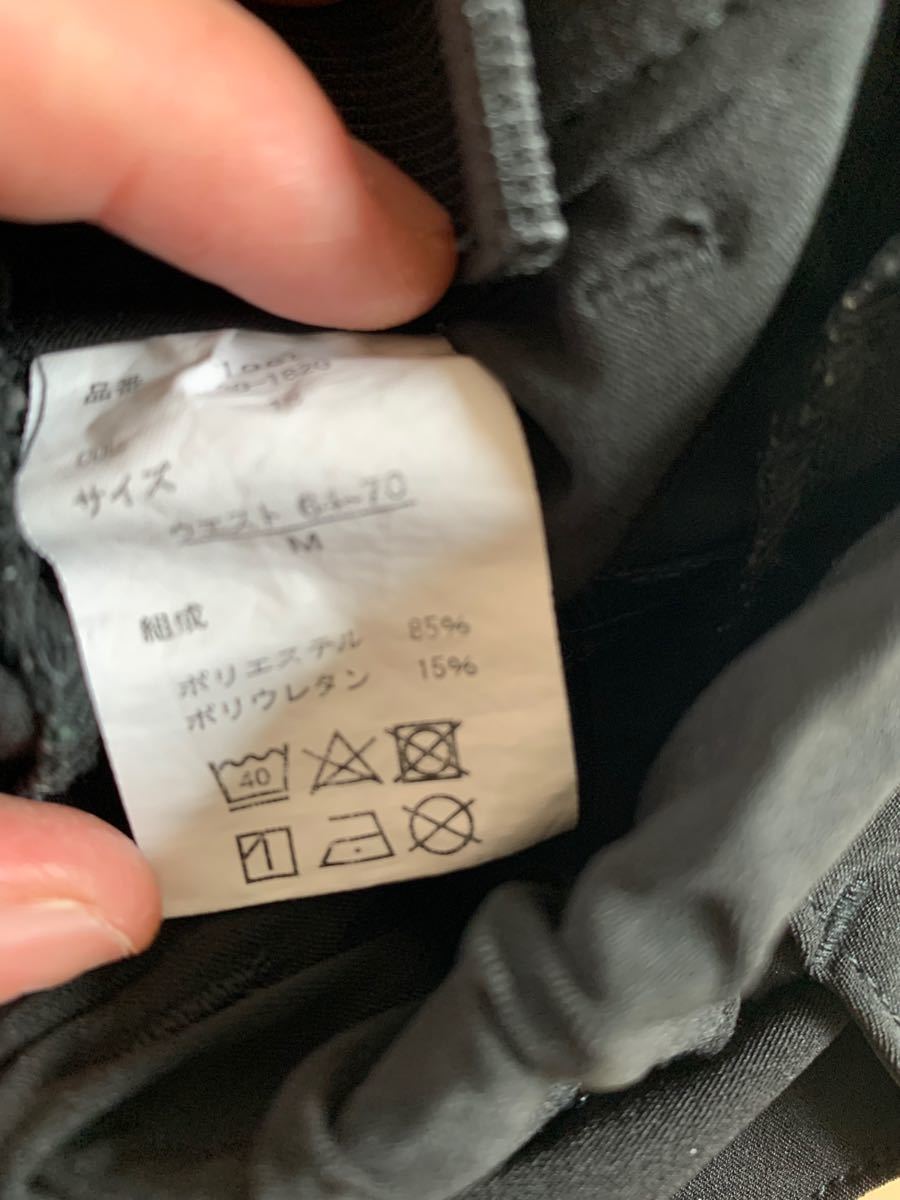 品番
サイズ
ウエスト 64-70
M
組成
ポリエステル 85%
ポリウレタン 15%
40